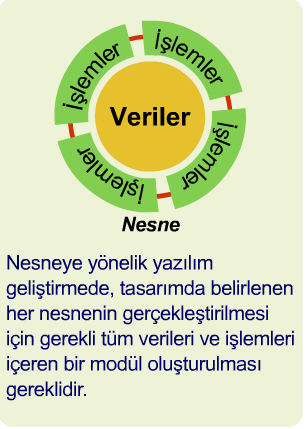 İşlemler
İşlemler
İşlemler
İşlemler
Veriler
Nesne
Nesneye yönelik yazılım
geliştirmede, tasarımda belirlenen
her nesnenin gerçekleştirilmesi
için gerekli tüm verileri ve işlemleri
içeren bir modül oluşturulması
gereklidir.